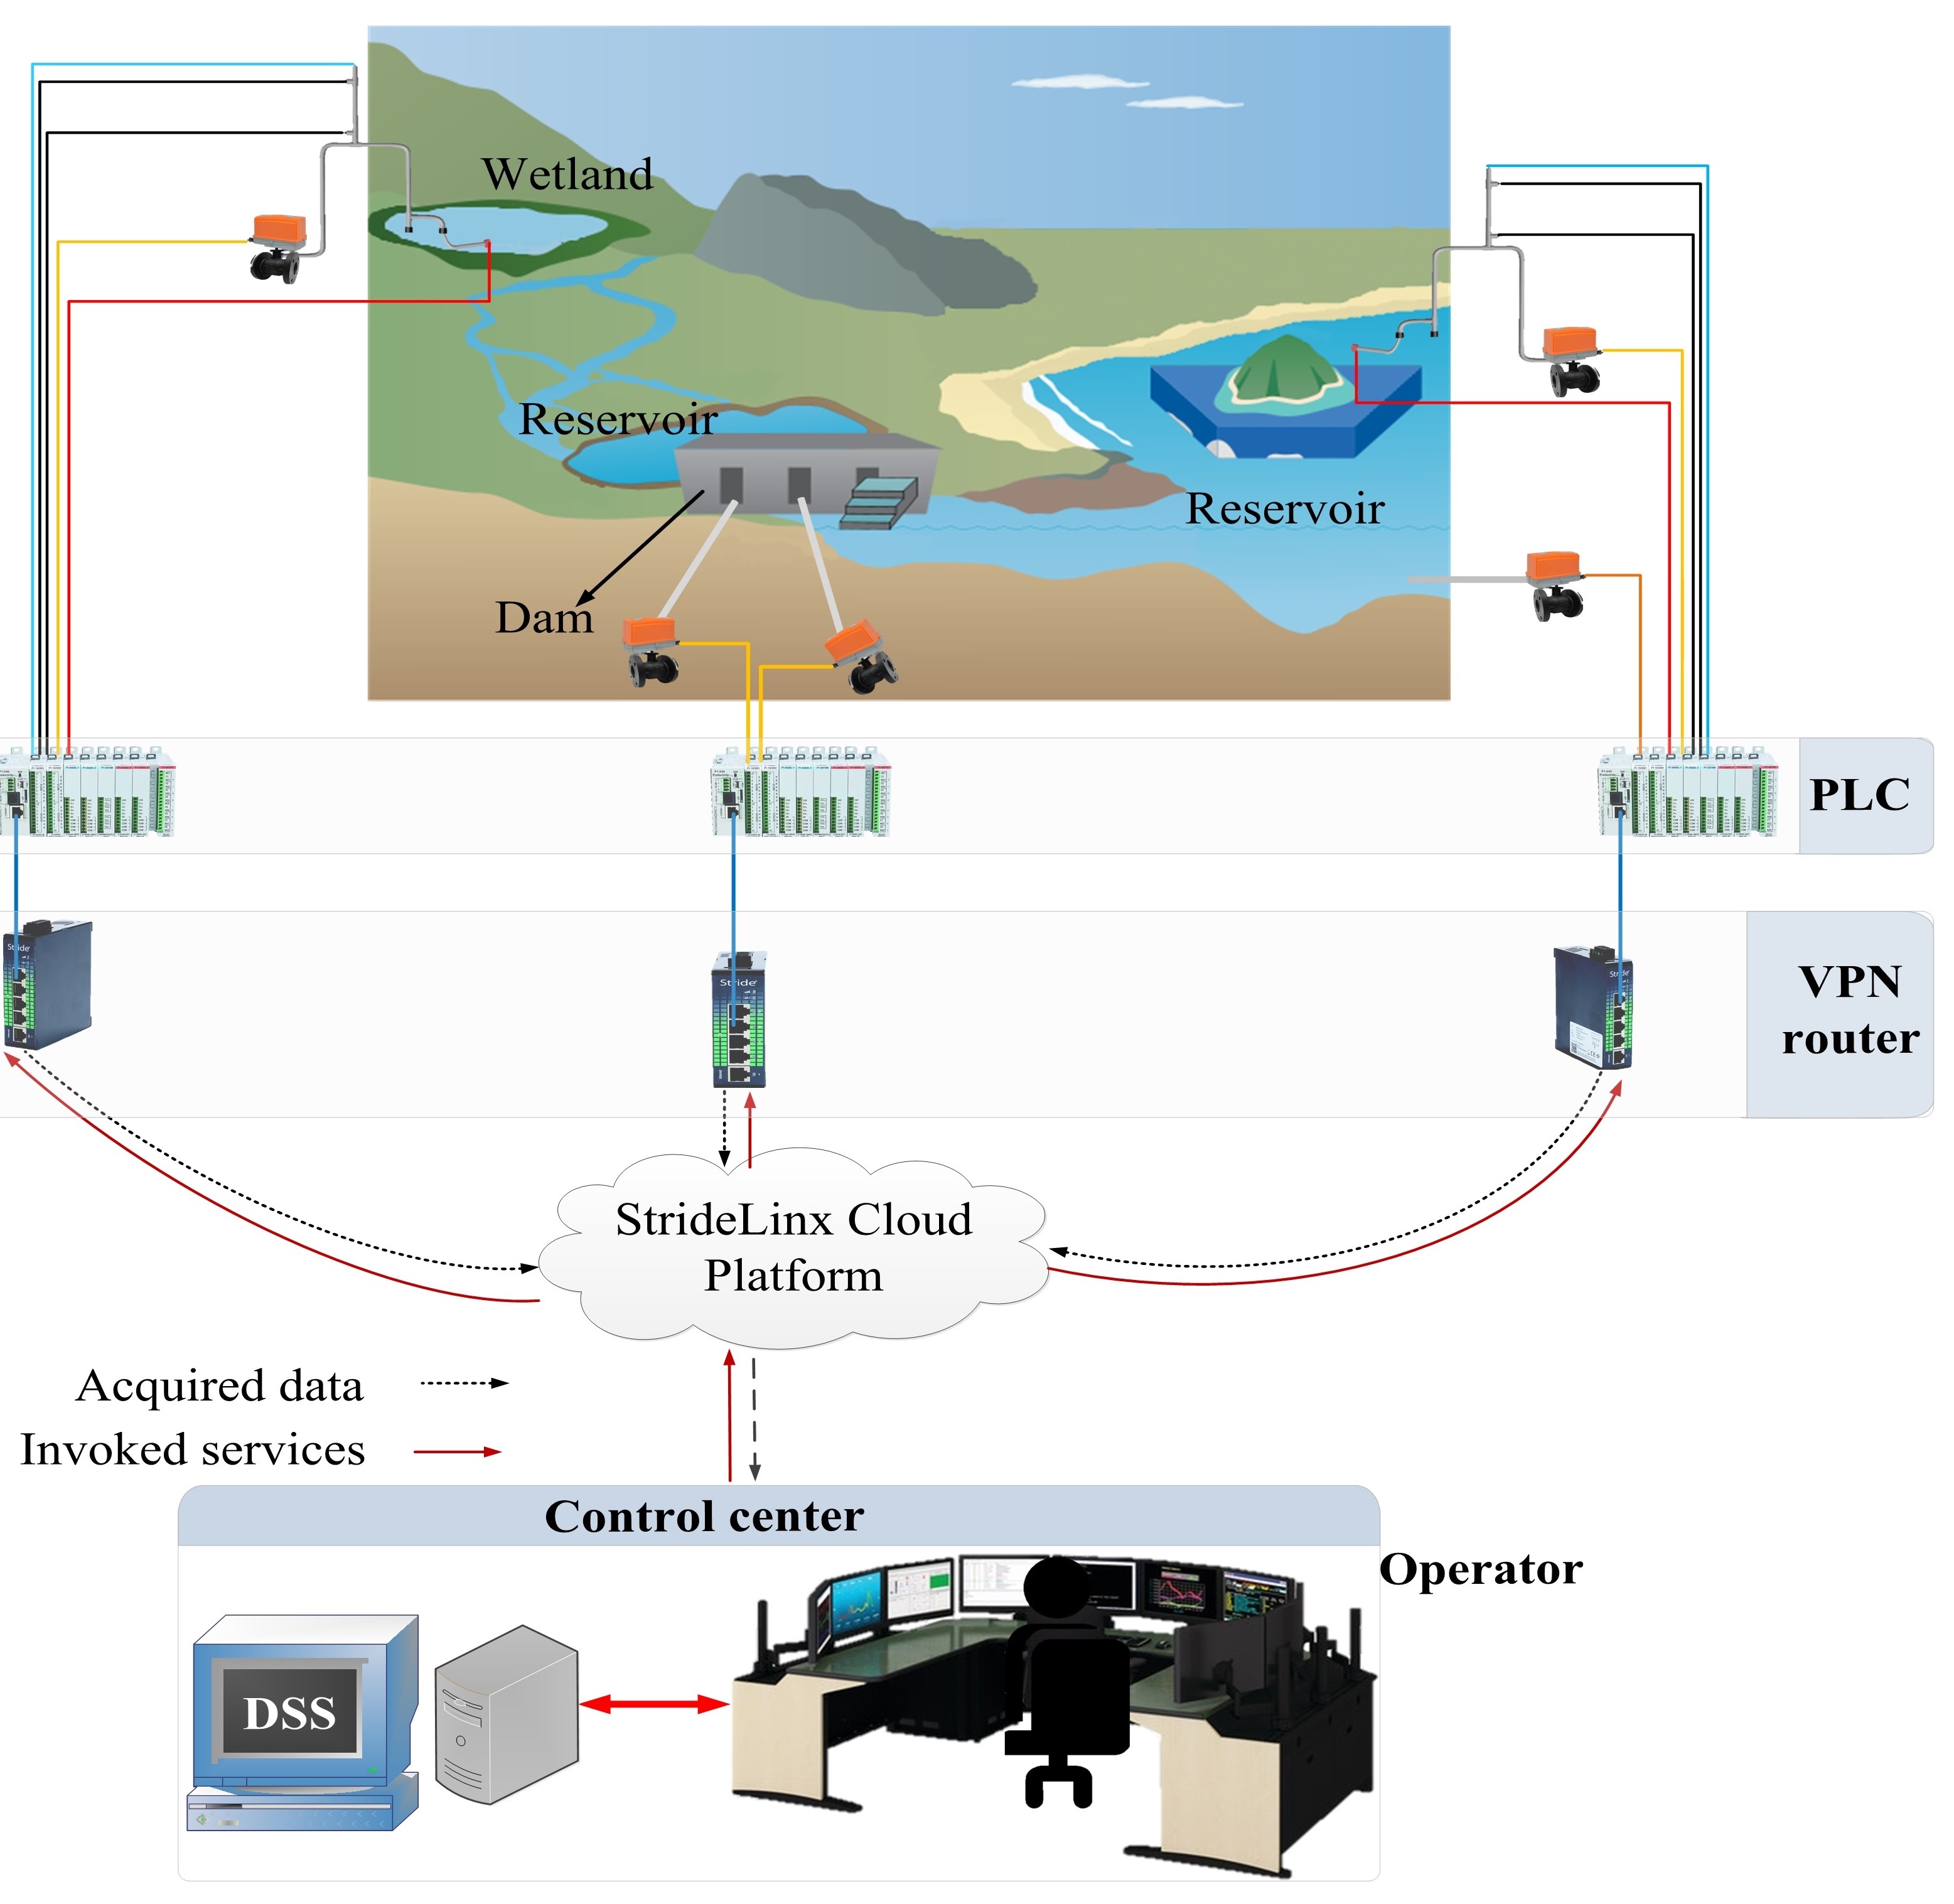 Wetland
Reservoir
Reservoir
Dam
PLC
Stride
Stride
Stride
VPN
router
StrideLinx Cloud
Platform
Acquired data
Invoked services
Control center
Operator
DSS